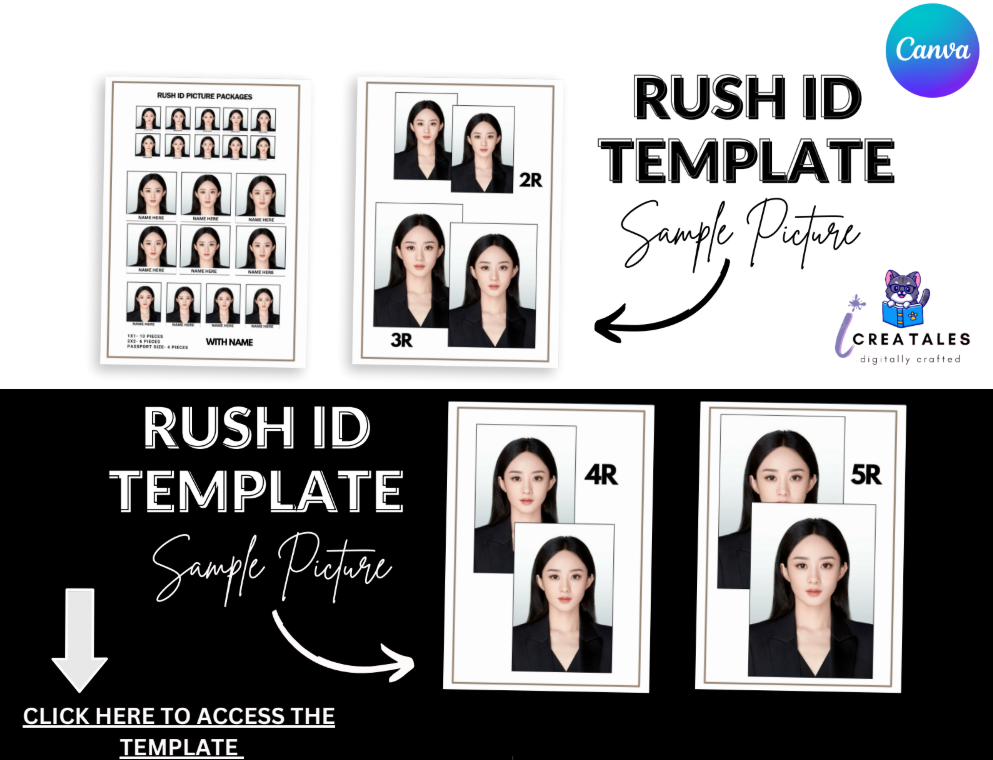 Canva
RUSH ID
TEMPLATE
Sample Picture
iCREATALES
digitally crafted
RUSH ID PICTURE PACKAGES
NAME HERE NAME HERE NAME HERE
NAME HERE NAME HERE NAME HERE
NAME HERE NAME HERE NAME HERE NAME HERE
1X1- 10 PIECES
2X2- 6 PIECES
PASSPORT SIZE- 4 PIECES
WITH NAME
2R
3R
RUSH ID
TEMPLATE
Sample Picture
4R
5R
CLICK HERE TO ACCESS THE
TEMPLATE